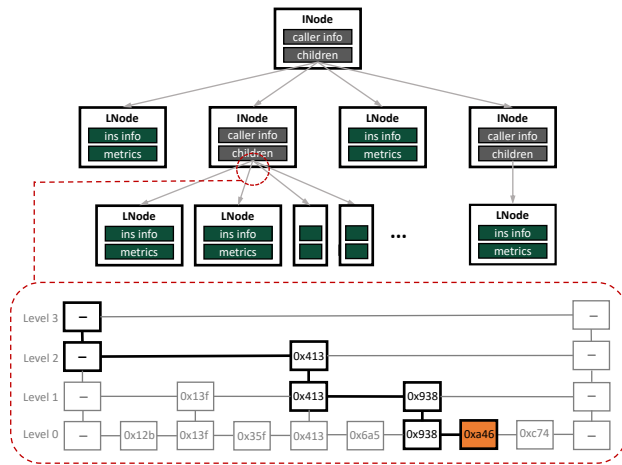 INode
caller info
children
LNode INode LNode INode
ins info caller info ins info caller info
metrics children metrics children
LNode LNode LNode
ins info ins info ... ins info
metrics metrics metrics
Level 3 – –
Level 2 – 0x413 –
Level 1 – 0x13f 0x413 0x938 –
Level 0 – 0x12b 0x13f 0x35f 0x413 0x6a5 0x938 0xa46 0xc74 –